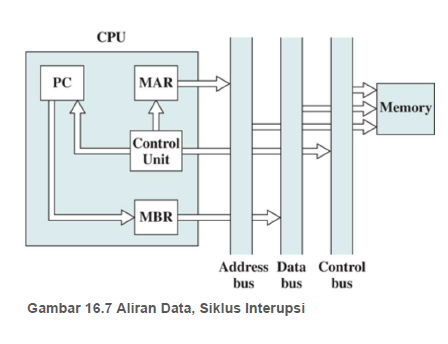 CPU
PC
MAR
Memory
Control
Unit
MBR
Address Data Control
bus bus bus
Gambar 16.7 Aliran Data, Siklus Interupsi